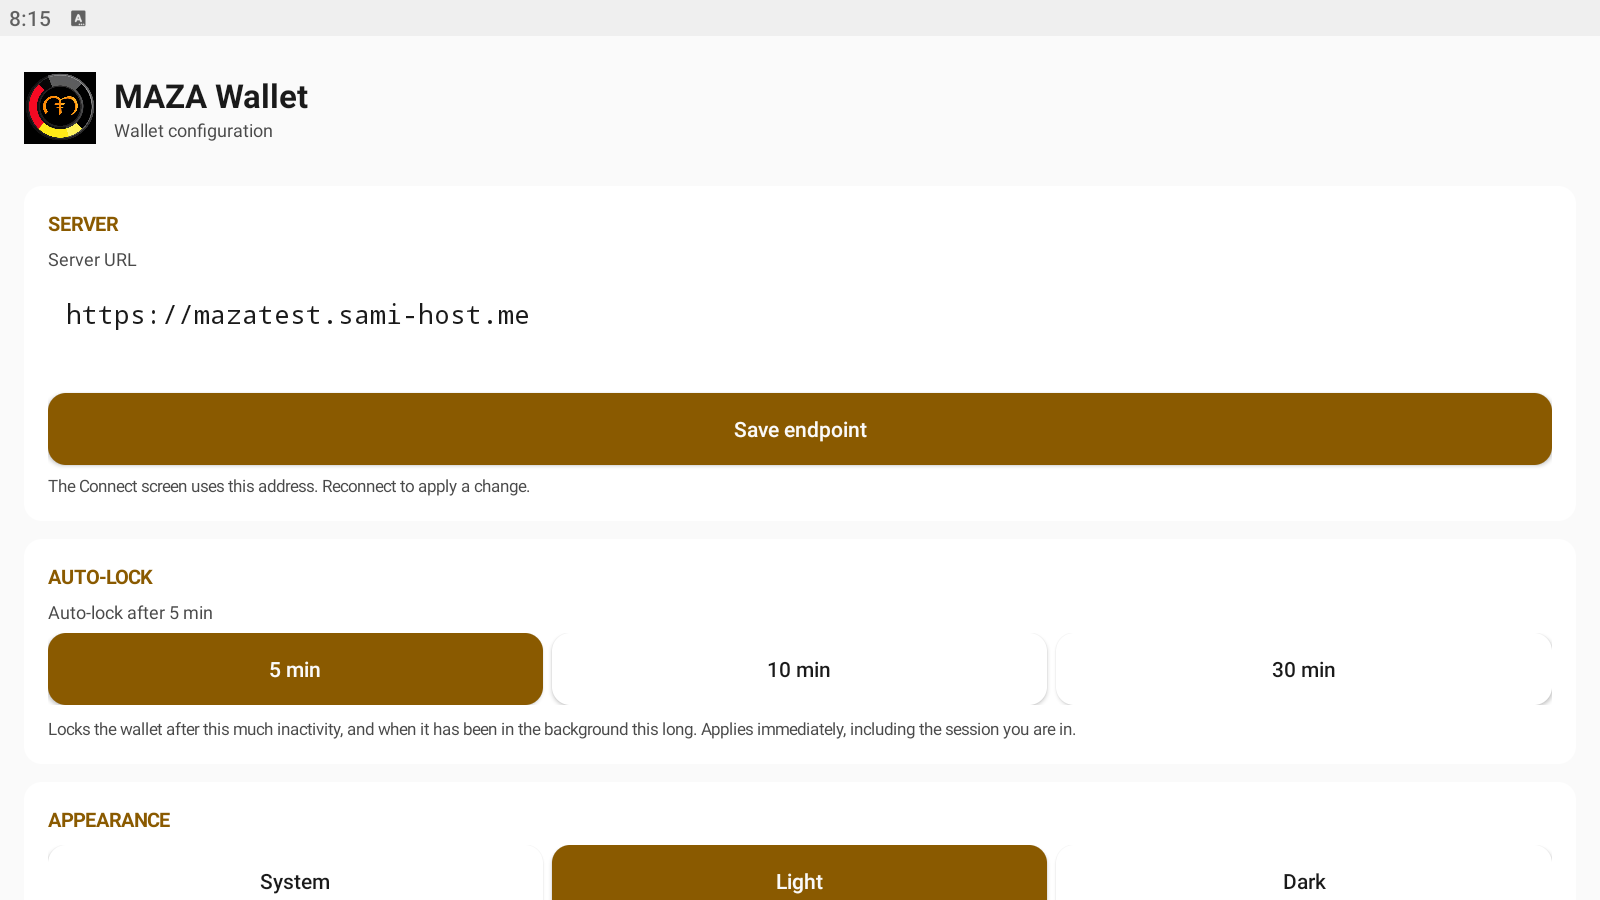 8:15
MAZA Wallet
Wallet configuration
SERVER
Server URL
https://mazatest.sami-host.me
Save endpoint
The Connect screen uses this address. Reconnect to apply a change.
AUTO-LOCK
Auto-lock after 5 min
5 min
10 min
30 min
Locks the wallet after this much inactivity, and when it has been in the background this long. Applies immediately, including the session you are in.
APPEARANCE
System
Light
Dark